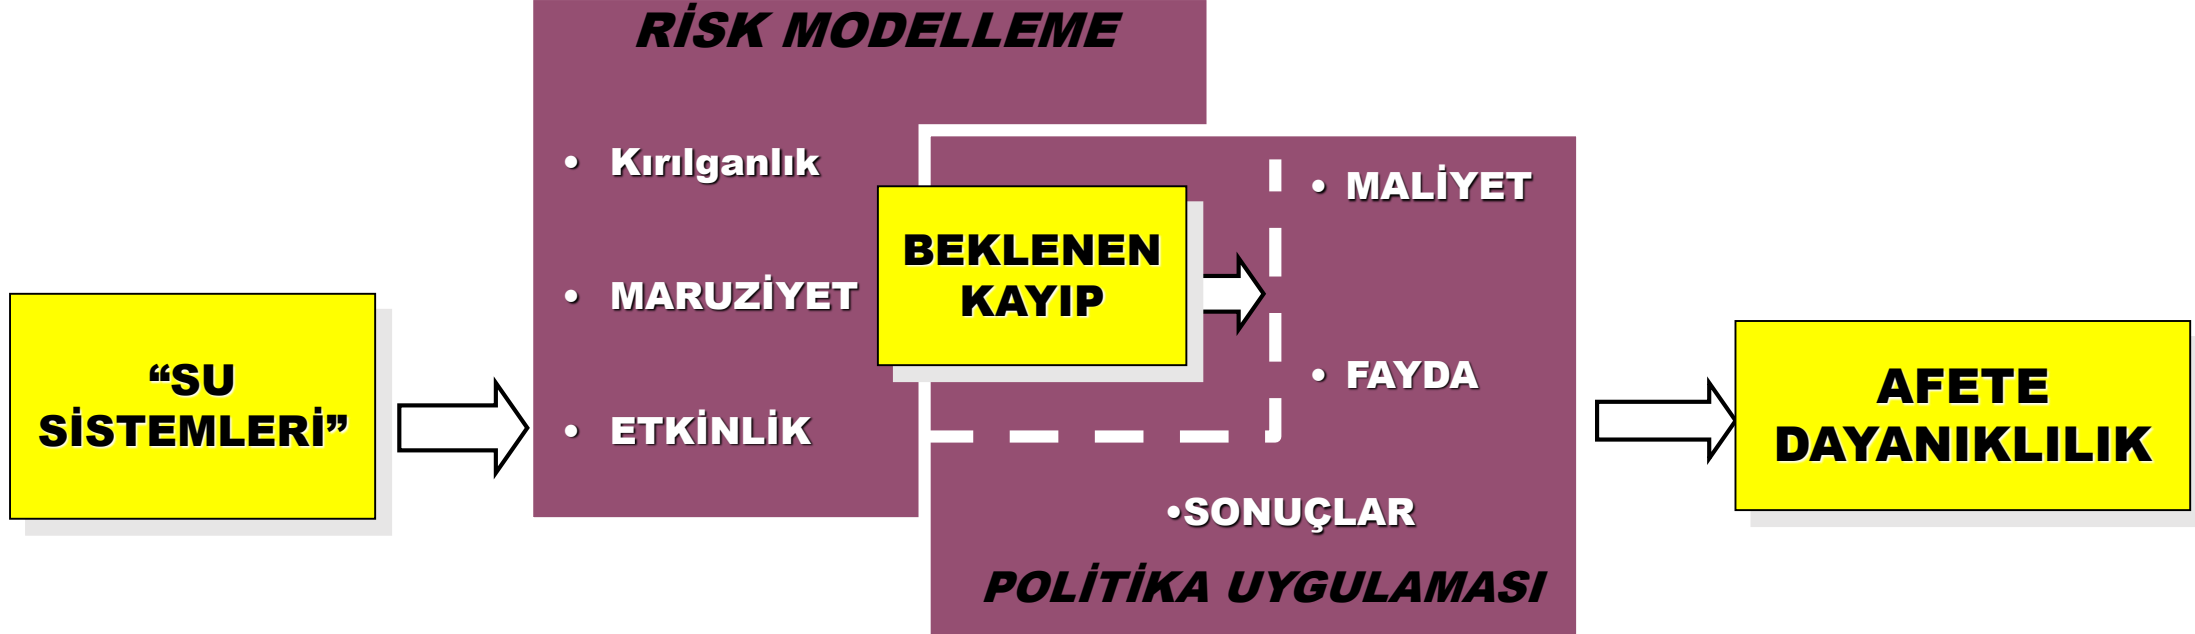 RİSK MODELLEME
“SU
SİSTEMLERİ”
• Kırılganlık
• MARUZİYET
• ETKİNLİK
BEKLENEN
KAYIP
• MALİYET
• FAYDA
•SONUÇLAR
POLİTİKA UYGULAMASI
AFETE
DAYANIKLILIK